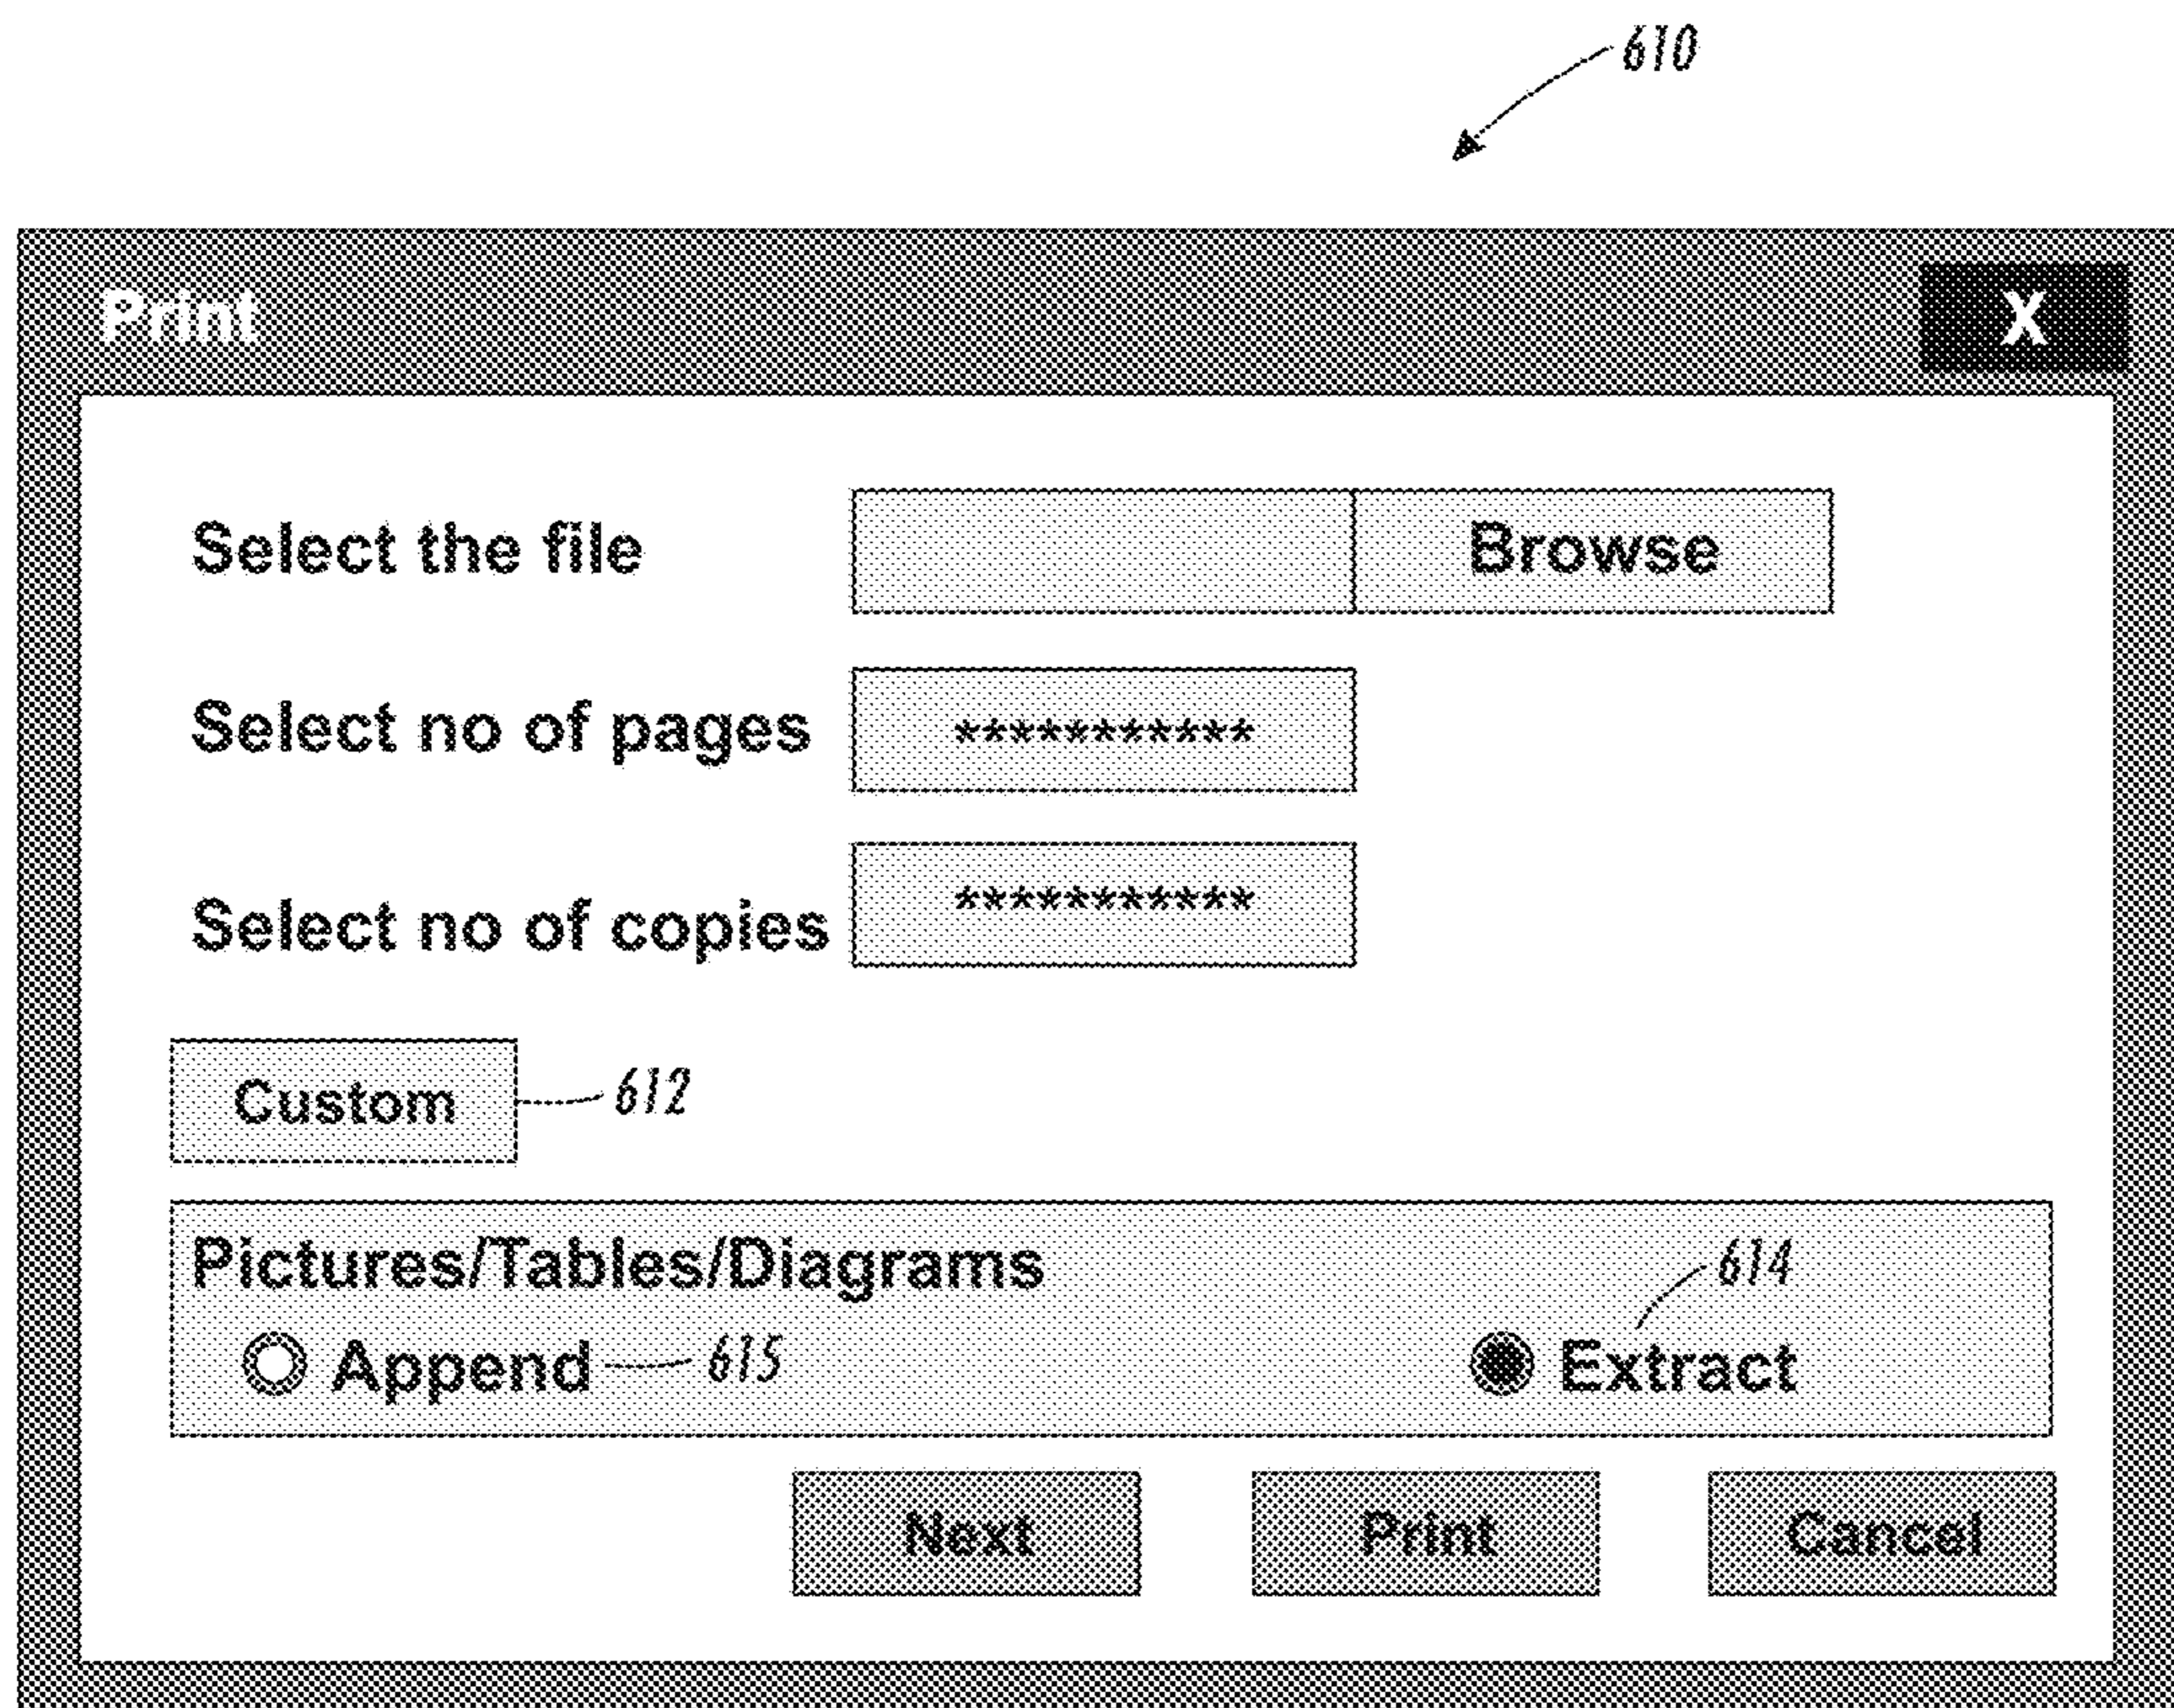 610
Print X
Select the file Browse
Select no of pages ***********
Select no of copies ***********
Custom 612
Pictures/Tables/Diagrams 614
Append 615 Extract
Next Print Cancel